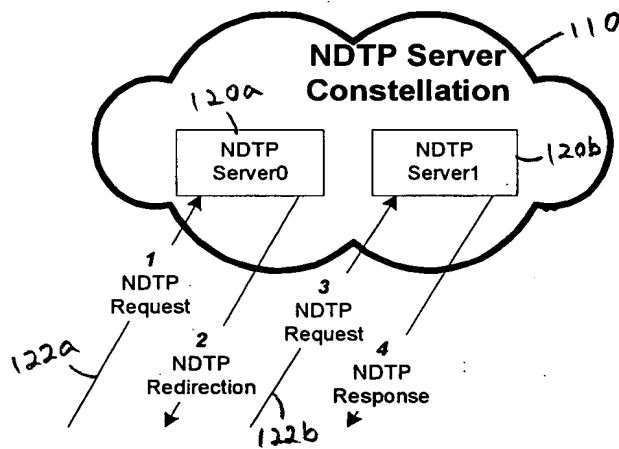 NDTP Server
Constellation
110
120a
NDTP
Server0
NDTP
Server1
120b
1
NDTP
Request
2
NDTP
Redirection
3
NDTP
Request
4
NDTP
Response
122a
122b